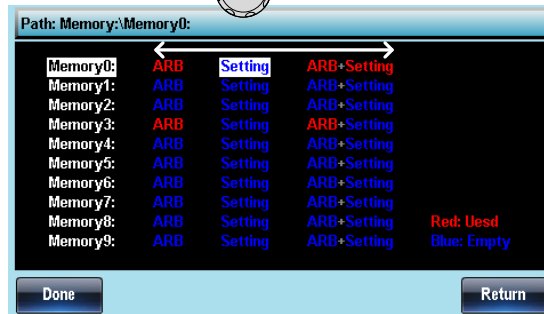 Path: Memory:\Memory0:
Memory0: ARB Setting ARB+Setting
Memory1: ARB Setting ARB+Setting
Memory2: ARB Setting ARB+Setting
Memory3: ARB Setting ARB+Setting
Memory4: ARB Setting ARB+Setting
Memory5: ARB Setting ARB+Setting
Memory6: ARB Setting ARB+Setting
Memory7: ARB Setting ARB+Setting
Memory8: ARB Setting ARB+Setting Red: Uesd
Memory9: ARB Setting ARB+Setting Blue: Empty
Done Return